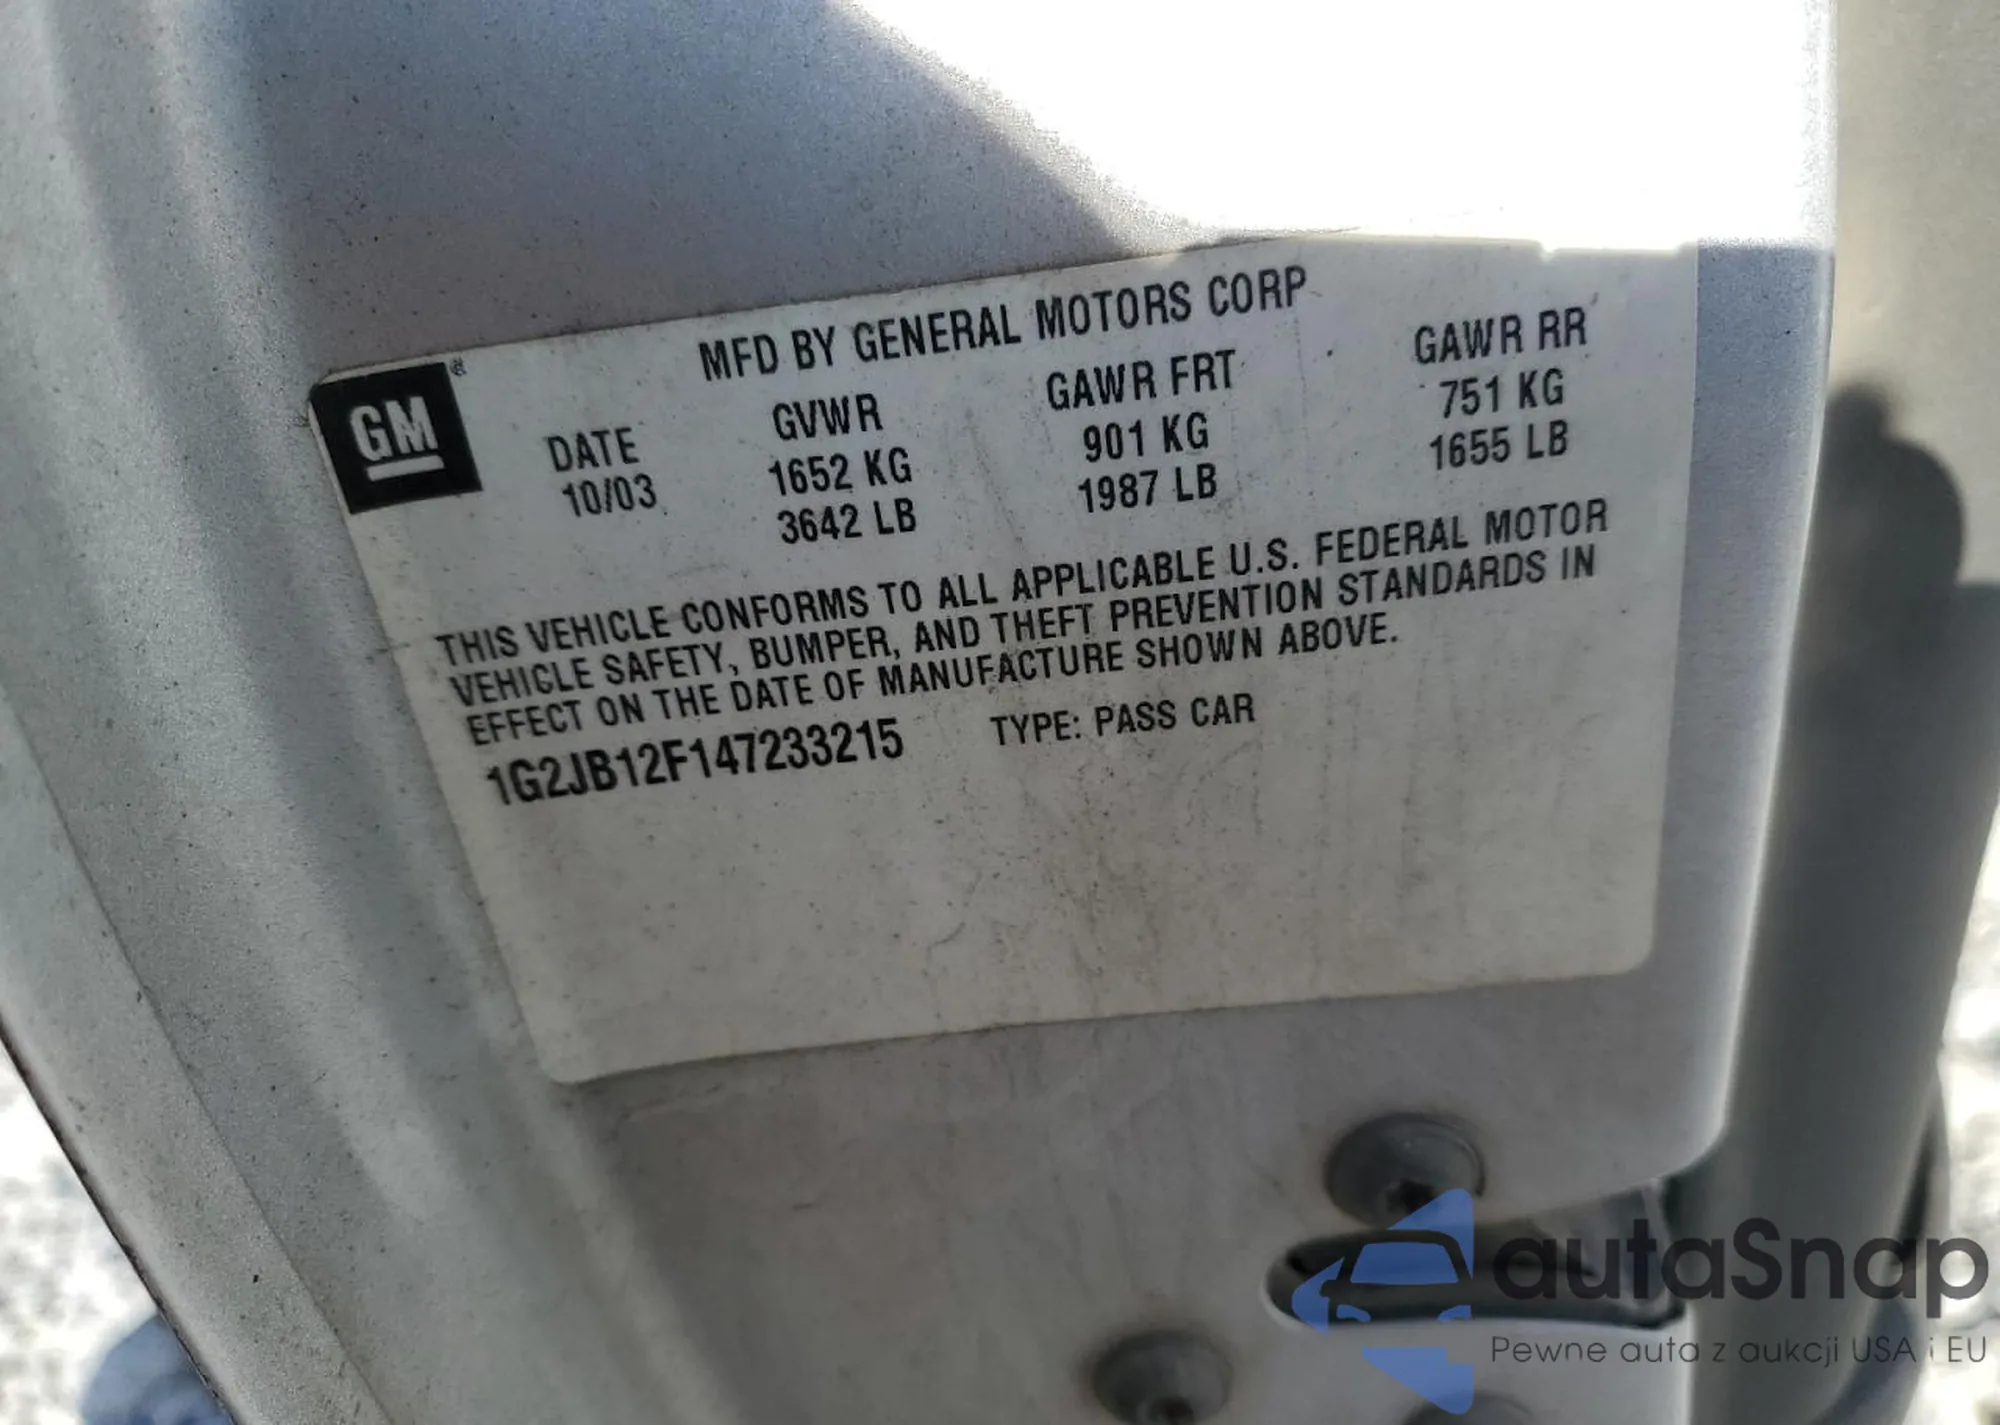 MFD BY GENERAL MOTORS CORP
GM®
DATE GVWR GAWR FRT GAWR RR
10/03 1652 KG 901 KG 751 KG
3642 LB 1987 LB 1655 LB
THIS VEHICLE CONFORMS TO ALL APPLICABLE U.S. FEDERAL MOTOR
VEHICLE SAFETY, BUMPER, AND THEFT PREVENTION STANDARDS IN
EFFECT ON THE DATE OF MANUFACTURE SHOWN ABOVE.
1G2JB12F147233215 TYPE: PASS CAR
autaSnap
Pewne auta z aukcji USA i EU